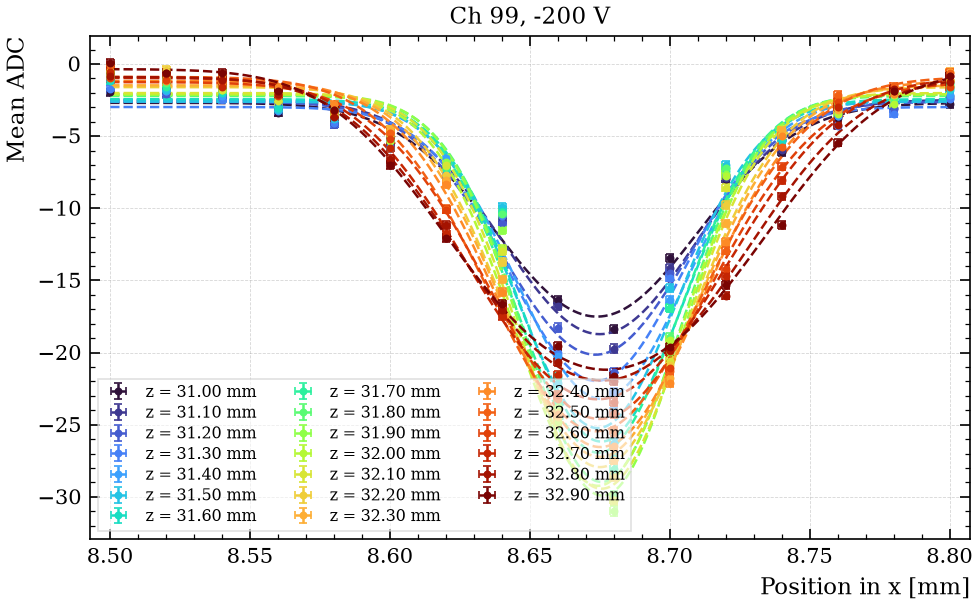 Ch 99, -200 V
Mean ADC
0
−5
−10
−15
−20
−25
−30
z = 31.00 mm
z = 31.10 mm
z = 31.20 mm
z = 31.30 mm
z = 31.40 mm
z = 31.50 mm
z = 31.60 mm
z = 31.70 mm
z = 31.80 mm
z = 31.90 mm
z = 32.00 mm
z = 32.10 mm
z = 32.20 mm
z = 32.30 mm
z = 32.40 mm
z = 32.50 mm
z = 32.60 mm
z = 32.70 mm
z = 32.80 mm
z = 32.90 mm
8.50 8.55 8.60 8.65 8.70 8.75 8.80
Position in x [mm]